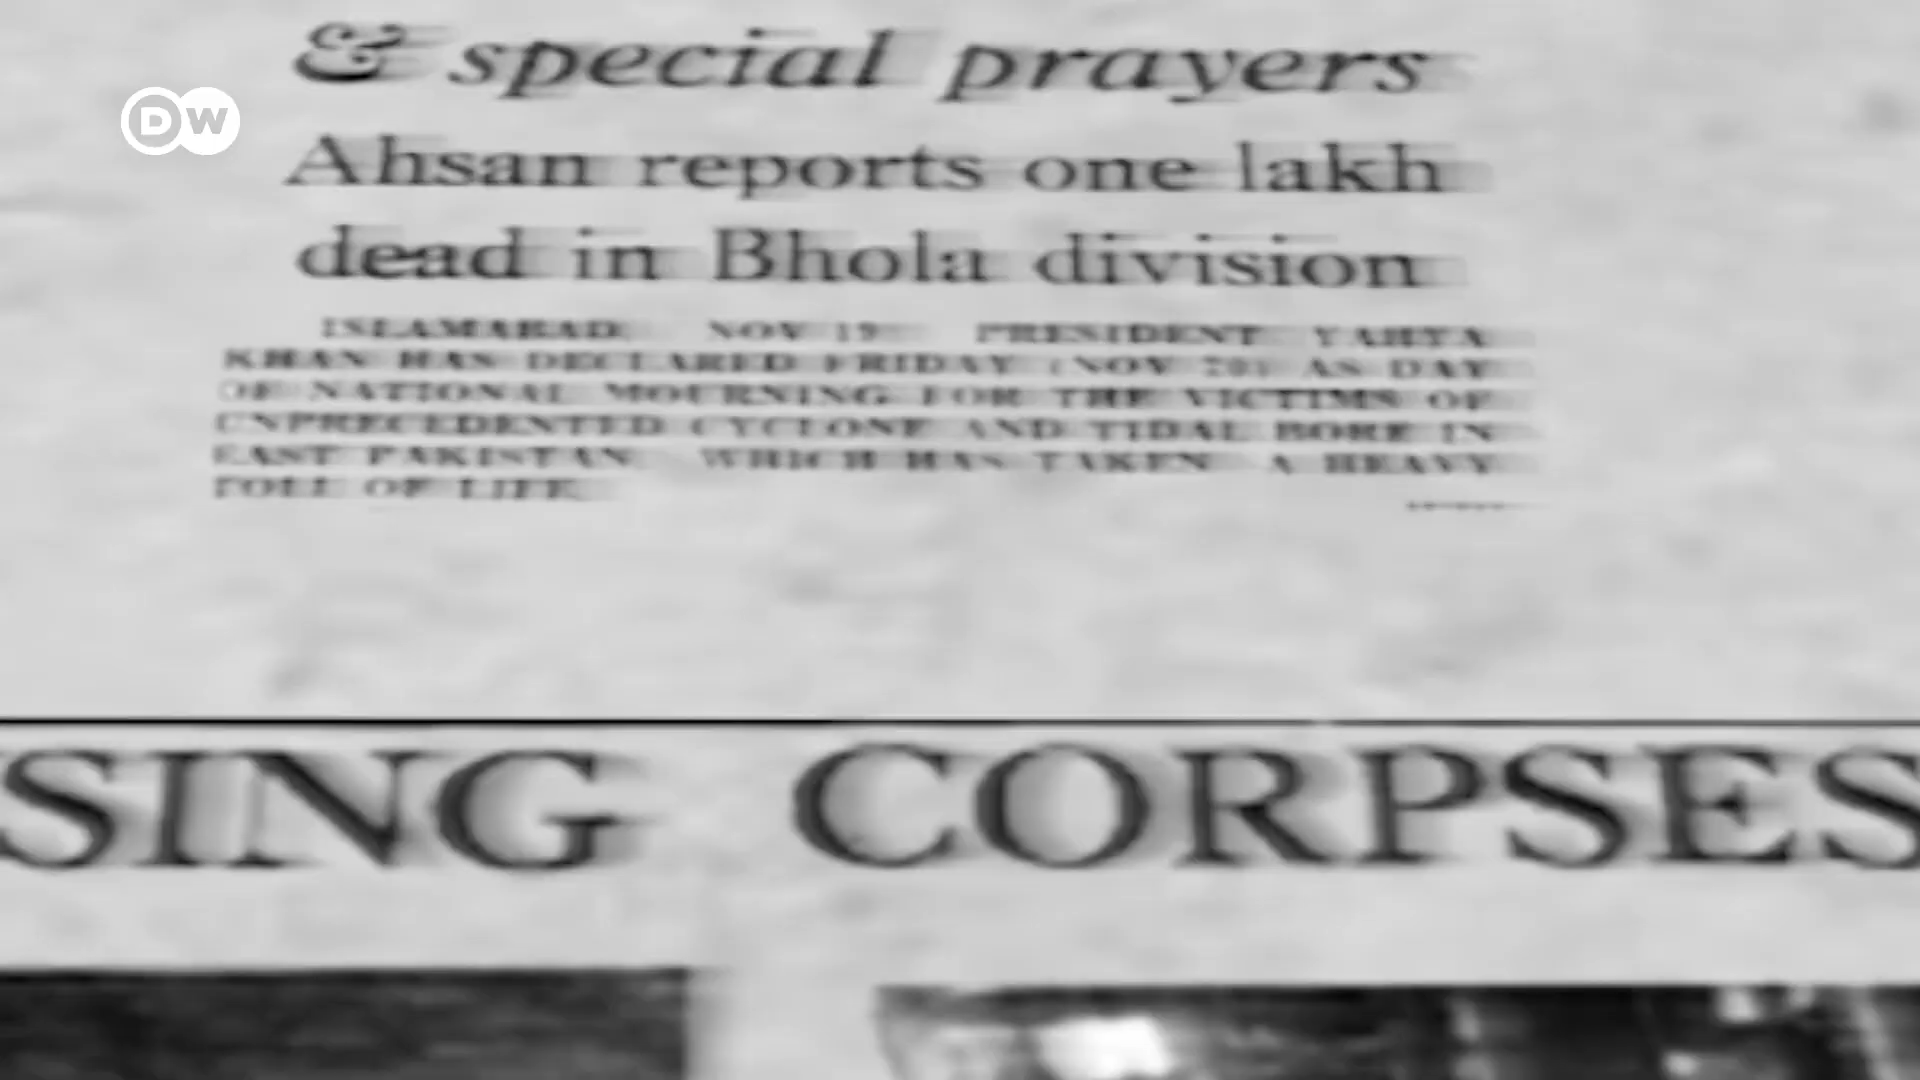 & special prayers
DW
Ahsan reports one lakh
dead in Bhola division
ISLAMABAD, NOV 19 PRESIDENT YAHYA
KHAN HAS DECLARED FRIDAY (NOV 20) AS DAY
OF NATIONAL MOURNING FOR THE VICTIMS OF
UNPRECEDENTED CYCLONE AND TIDAL BORE IN
EAST PAKISTAN WHICH HAS TAKEN A HEAVY
TOLL OF LIFE.
SING CORPSES